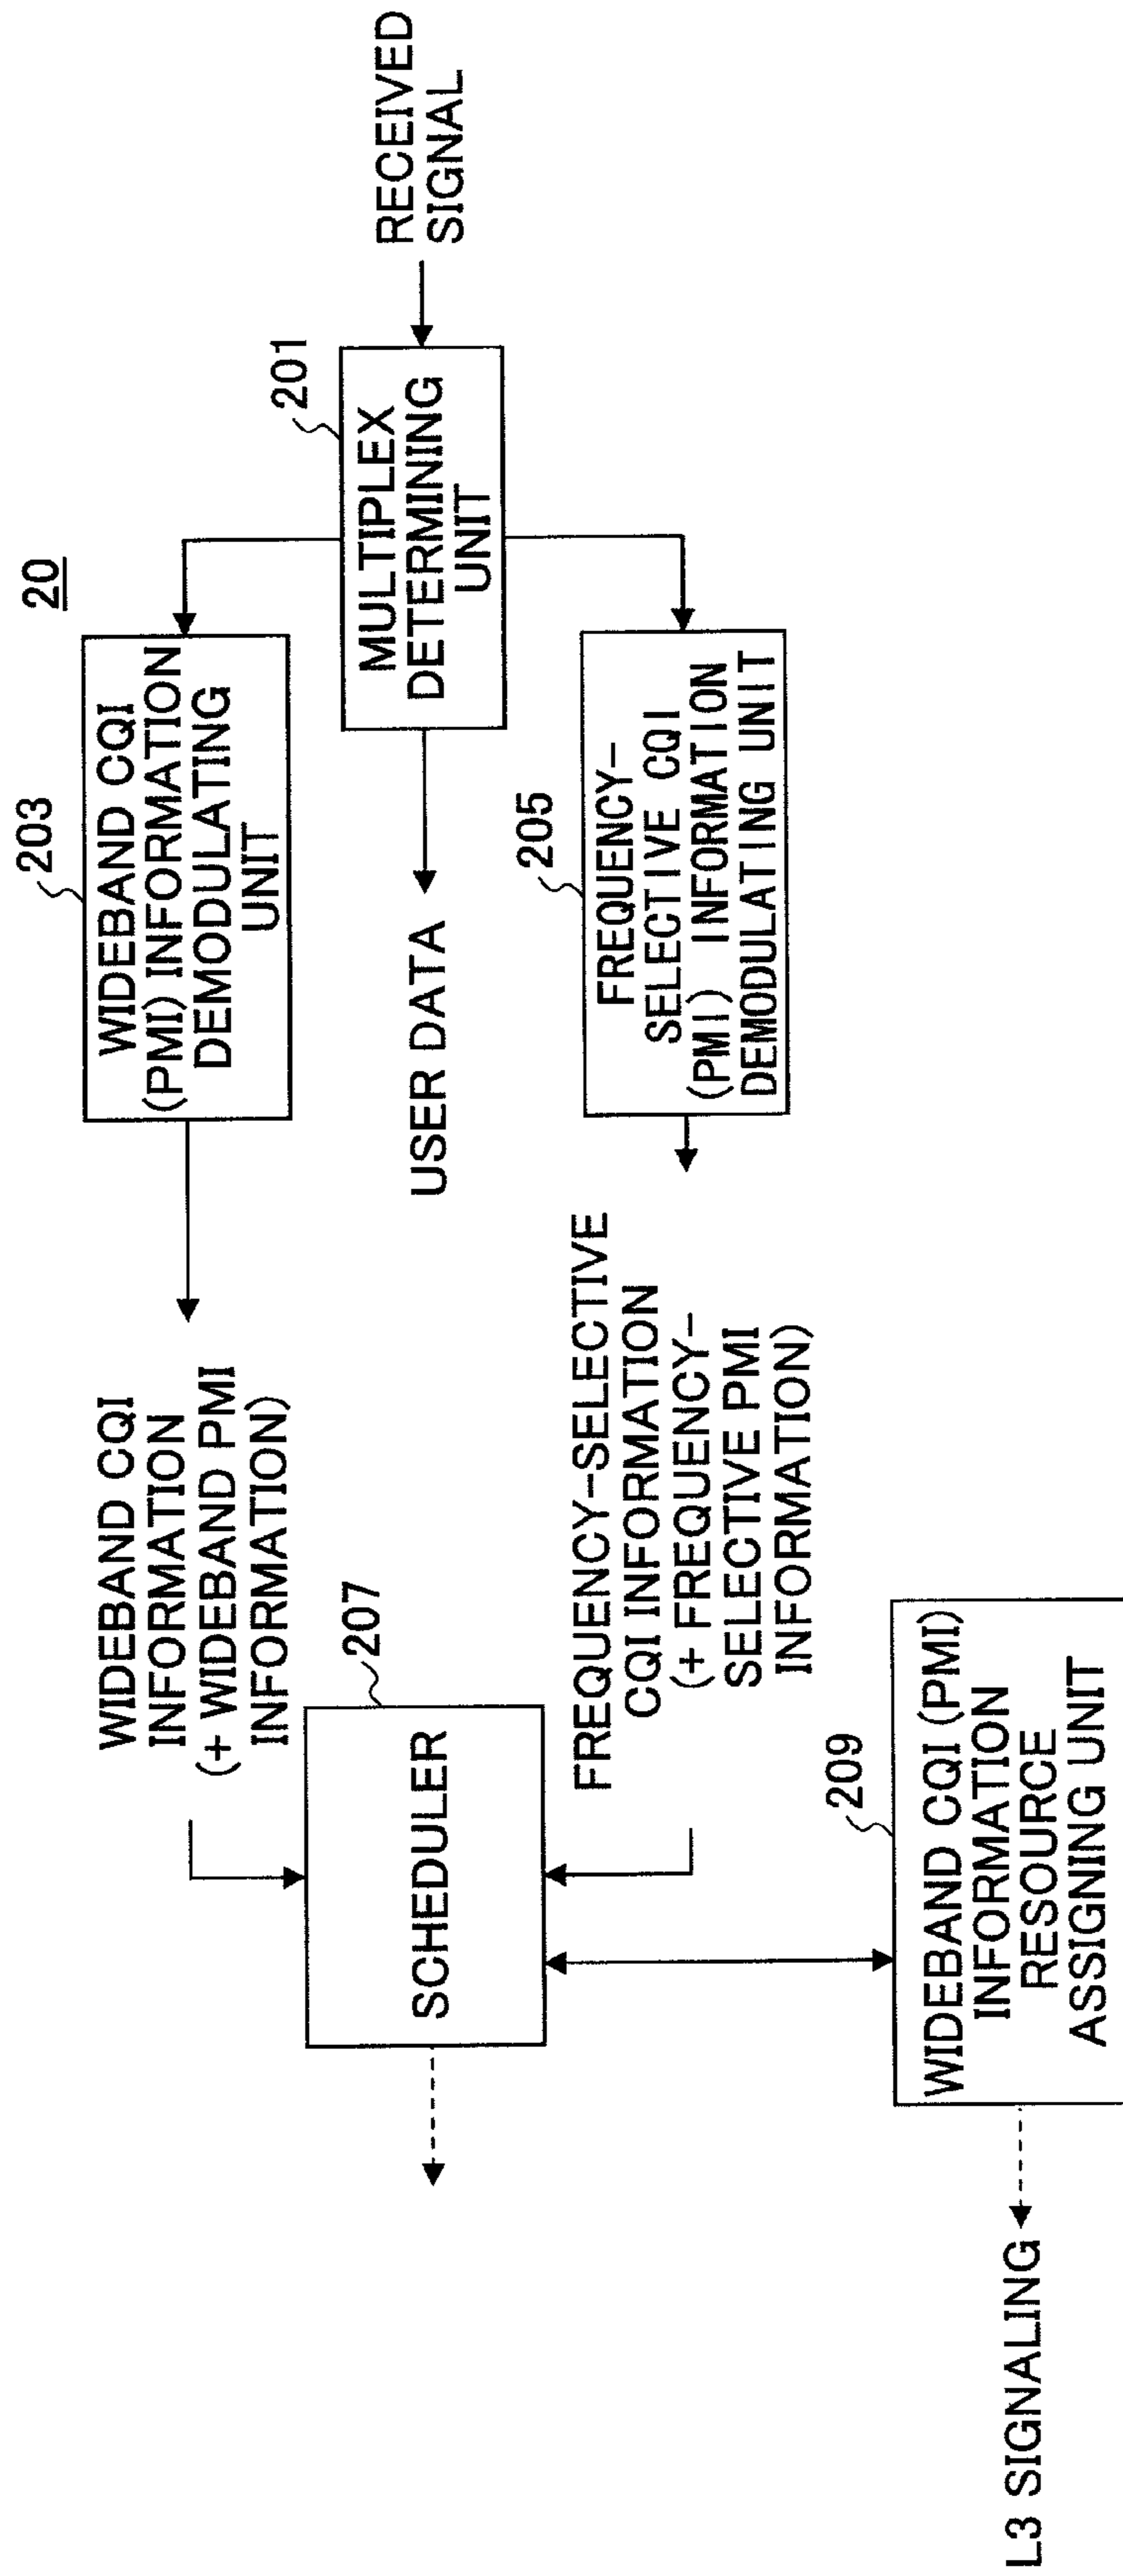 20
RECEIVED
SIGNAL
201
MULTIPLEX
DETERMINING
UNIT
203
WIDEBAND CQI
(PMI) INFORMATION
DEMODULATING
UNIT
USER DATA
205
FREQUENCY-
SELECTIVE CQI
(PMI) INFORMATION
DEMODULATING UNIT
WIDEBAND CQI
INFORMATION
(+ WIDEBAND PMI
INFORMATION)
FREQUENCY-SELECTIVE
CQI INFORMATION
(+ FREQUENCY-
SELECTIVE PMI
INFORMATION)
207
SCHEDULER
209
WIDEBAND CQI (PMI)
INFORMATION
RESOURCE
ASSIGNING UNIT
L3 SIGNALING